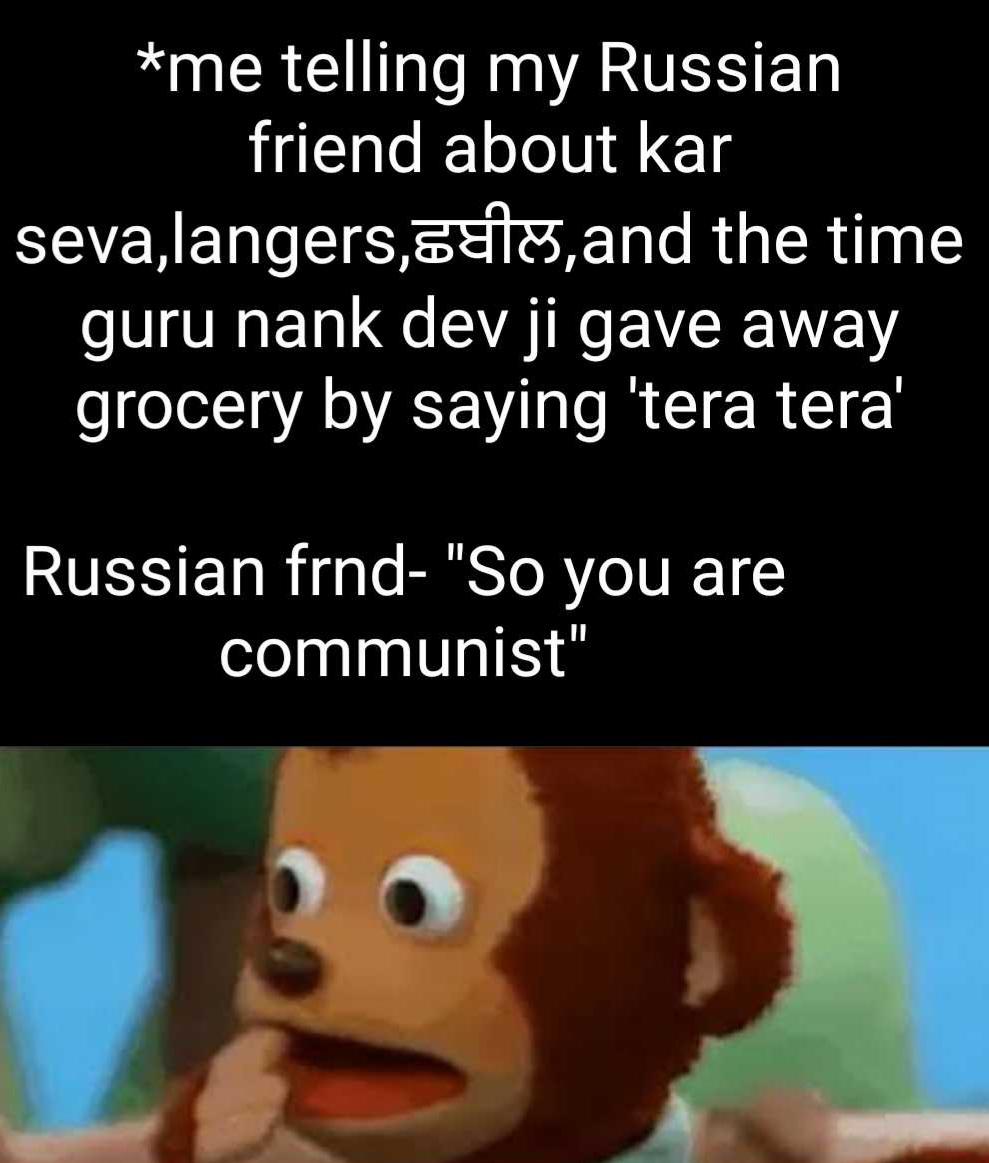 *me telling my Russian
friend about kar
seva,langers,ਛਬੀਲ,and the time
guru nank dev ji gave away
grocery by saying 'tera tera'
Russian frnd- "So you are
communist"